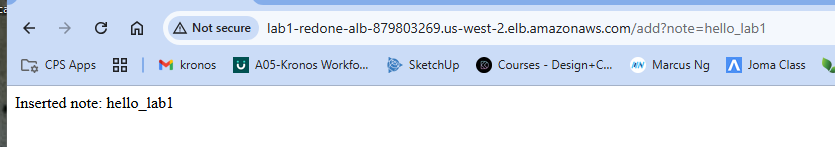 Not secure lab1-redone-alb-879803269.us-west-2.elb.amazonaws.com/add?note=hello_lab1
CPS Apps kronos A05-Kronos Workfo... SketchUp Courses - Design+C... Marcus Ng Joma Class
Inserted note: hello_lab1